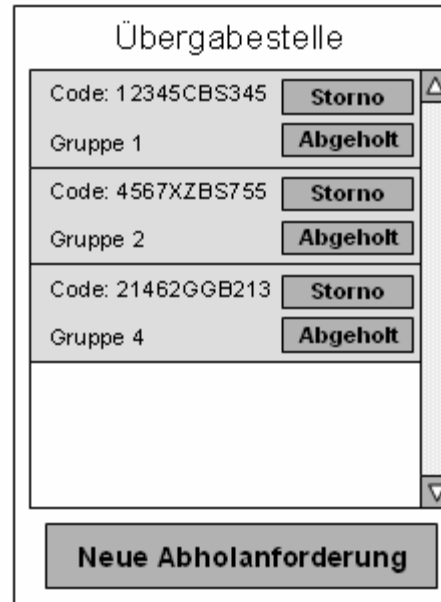 Übergabestelle
Code: 12345CBS345 Storno
Gruppe 1 Abgeholt
Code: 4567XZBS755 Storno
Gruppe 2 Abgeholt
Code: 21462GGB213 Storno
Gruppe 4 Abgeholt
Neue Abholanforderung